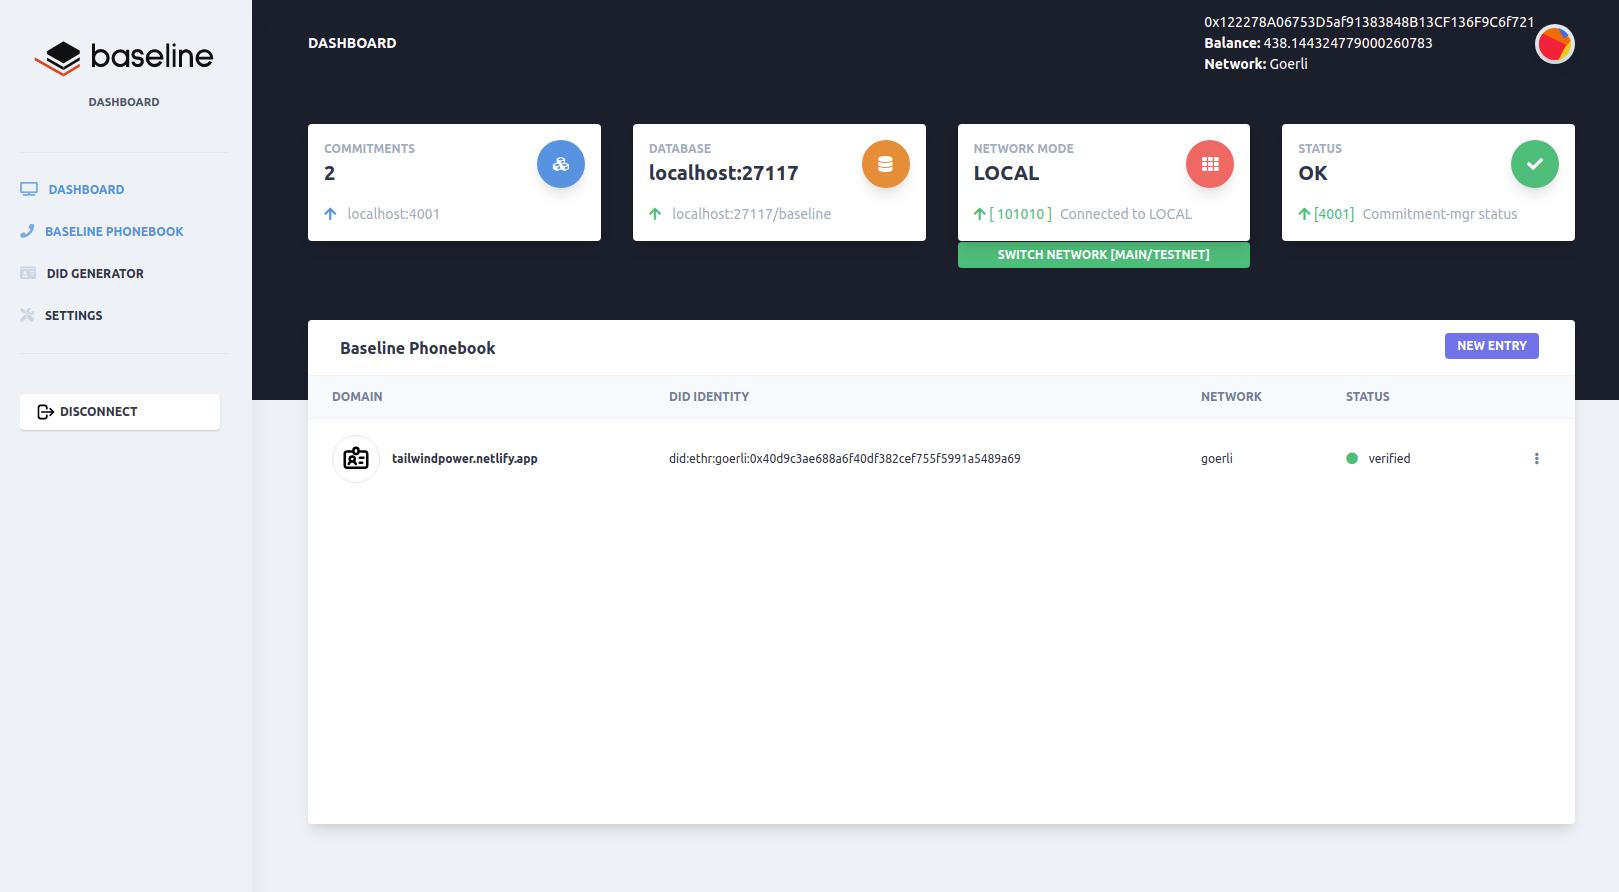 baseline
DASHBOARD
DASHBOARD
BASELINE PHONEBOOK
DID GENERATOR
SETTINGS
DISCONNECT
DASHBOARD
0x122278A06753D5af91383848B13CF136F9C6f721
Balance: 438.144324779000260783
Network: Goerli
COMMITMENTS
2
localhost:4001
DATABASE
localhost:27117
localhost:27117/baseline
NETWORK MODE
LOCAL
[ 101010 ] Connected to LOCAL
SWITCH NETWORK [MAIN/TESTNET]
STATUS
OK
[4001] Commitment-mgr status
Baseline Phonebook
NEW ENTRY
DOMAIN DID IDENTITY NETWORK STATUS
tailwindpower.netlify.app did:ethr:goerli:0x40d9c3ae688a6f40df382cef755f5991a5489a69 goerli verified